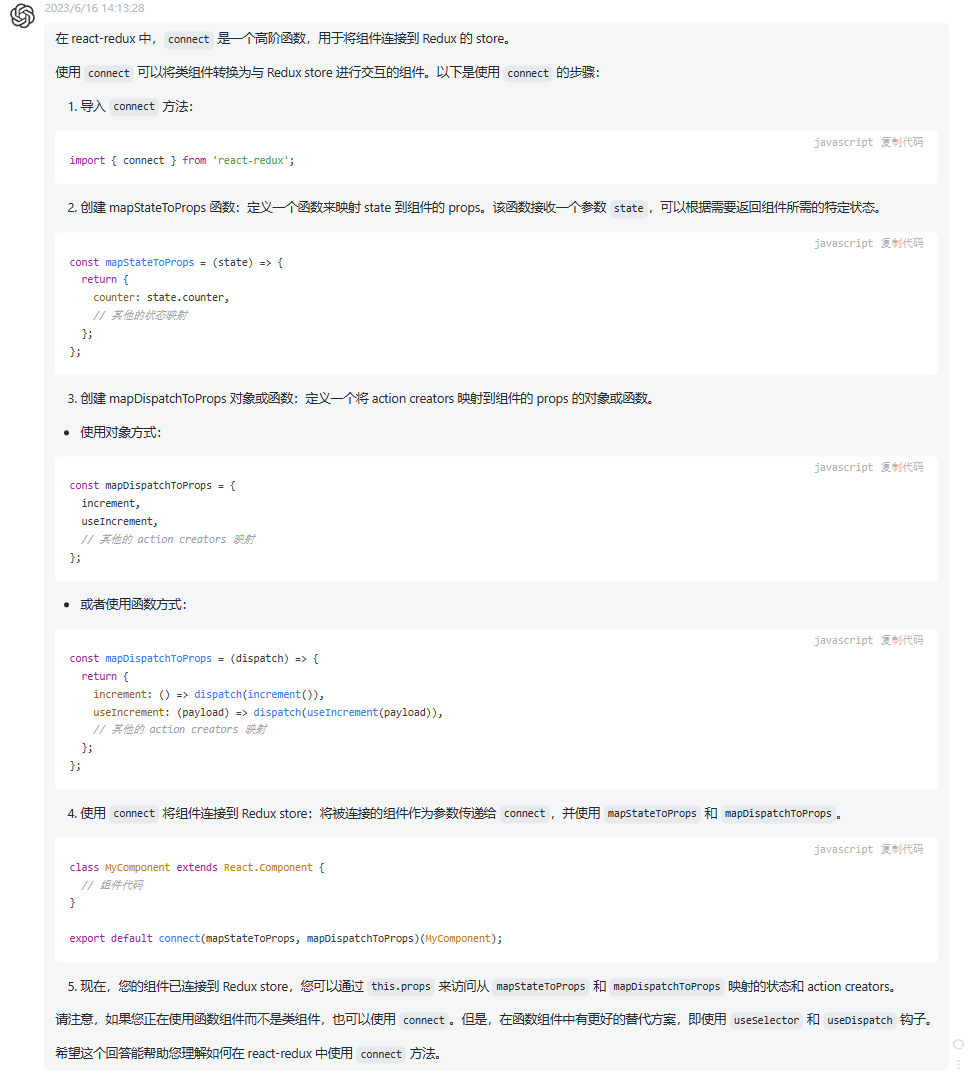 2023/6/16 14:13:28
在 react-redux 中， connect 是一个高阶函数，用于将组件连接到 Redux 的 store。
使用 connect 可以将类组件转换为与 Redux store 进行交互的组件。以下是使用 connect 的步骤：
1. 导入 connect 方法：
javascript 复制代码
import { connect } from 'react-redux';
2. 创建 mapStateToProps 函数：定义一个函数来映射 state 到组件的 props。该函数接收一个参数 state ，可以根据需要返回组件所需的特定状态。
javascript 复制代码
const mapStateToProps = (state) => {
  return {
    counter: state.counter,
    // 其他的状态映射
  };
};
3. 创建 mapDispatchToProps 对象或函数：定义一个将 action creators 映射到组件的 props 的对象或函数。
• 使用对象方式：
javascript 复制代码
const mapDispatchToProps = {
  increment,
  useIncrement,
  // 其他的 action creators 映射
};
• 或者使用函数方式：
javascript 复制代码
const mapDispatchToProps = (dispatch) => {
  return {
    increment: () => dispatch(increment()),
    useIncrement: (payload) => dispatch(useIncrement(payload)),
    // 其他的 action creators 映射
  };
};
4. 使用 connect 将组件连接到 Redux store：将被连接的组件作为参数传递给 connect ，并使用 mapStateToProps 和 mapDispatchToProps 。
javascript 复制代码
class MyComponent extends React.Component {
  // 组件代码
}
export default connect(mapStateToProps, mapDispatchToProps)(MyComponent);
5. 现在，您的组件已连接到 Redux store，您可以通过 this.props 来访问从 mapStateToProps 和 mapDispatchToProps 映射的状态和 action creators。
请注意，如果您正在使用函数组件而不是类组件，也可以使用 connect 。但是，在函数组件中有更好的替代方案，即使用 useSelector 和 useDispatch 钩子。
希望这个回答能帮助您理解如何在 react-redux 中使用 connect 方法。